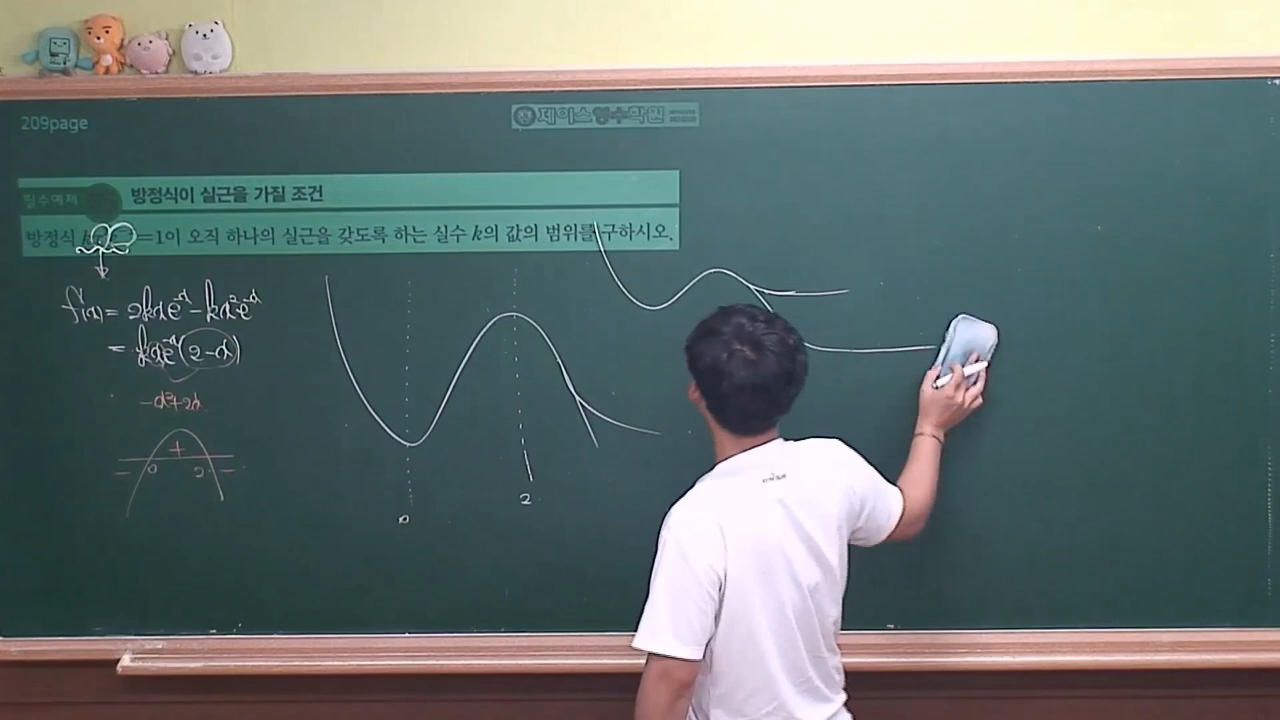 209page
제이스영수학원
필수예제
방정식이 실근을 가질 조건
방정식 =1이 오직 하나의 실근을 갖도록 하는 실수 k의 값의 범위를 구하시오.
f'(x)= 2kxe^{-x} - kx^2e^{-x}
= kxe^{-x}(2-x)
-x^2+2x
+
- 0 2 -
0
2